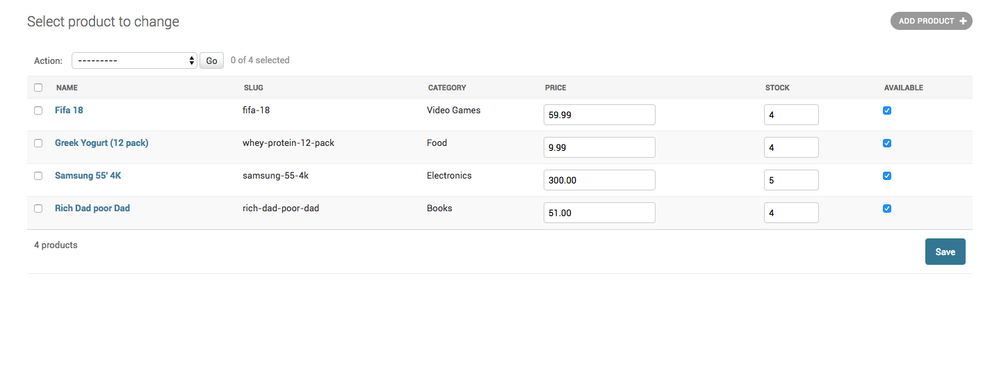 Select product to change
ADD PRODUCT +
Action: --------- Go 0 of 4 selected
NAME SLUG CATEGORY PRICE STOCK AVAILABLE
Fifa 18 fifa-18 Video Games 59.99 4
Greek Yogurt (12 pack) whey-protein-12-pack Food 9.99 4
Samsung 55' 4K samsung-55-4k Electronics 300.00 5
Rich Dad poor Dad rich-dad-poor-dad Books 51.00 4
4 products
Save